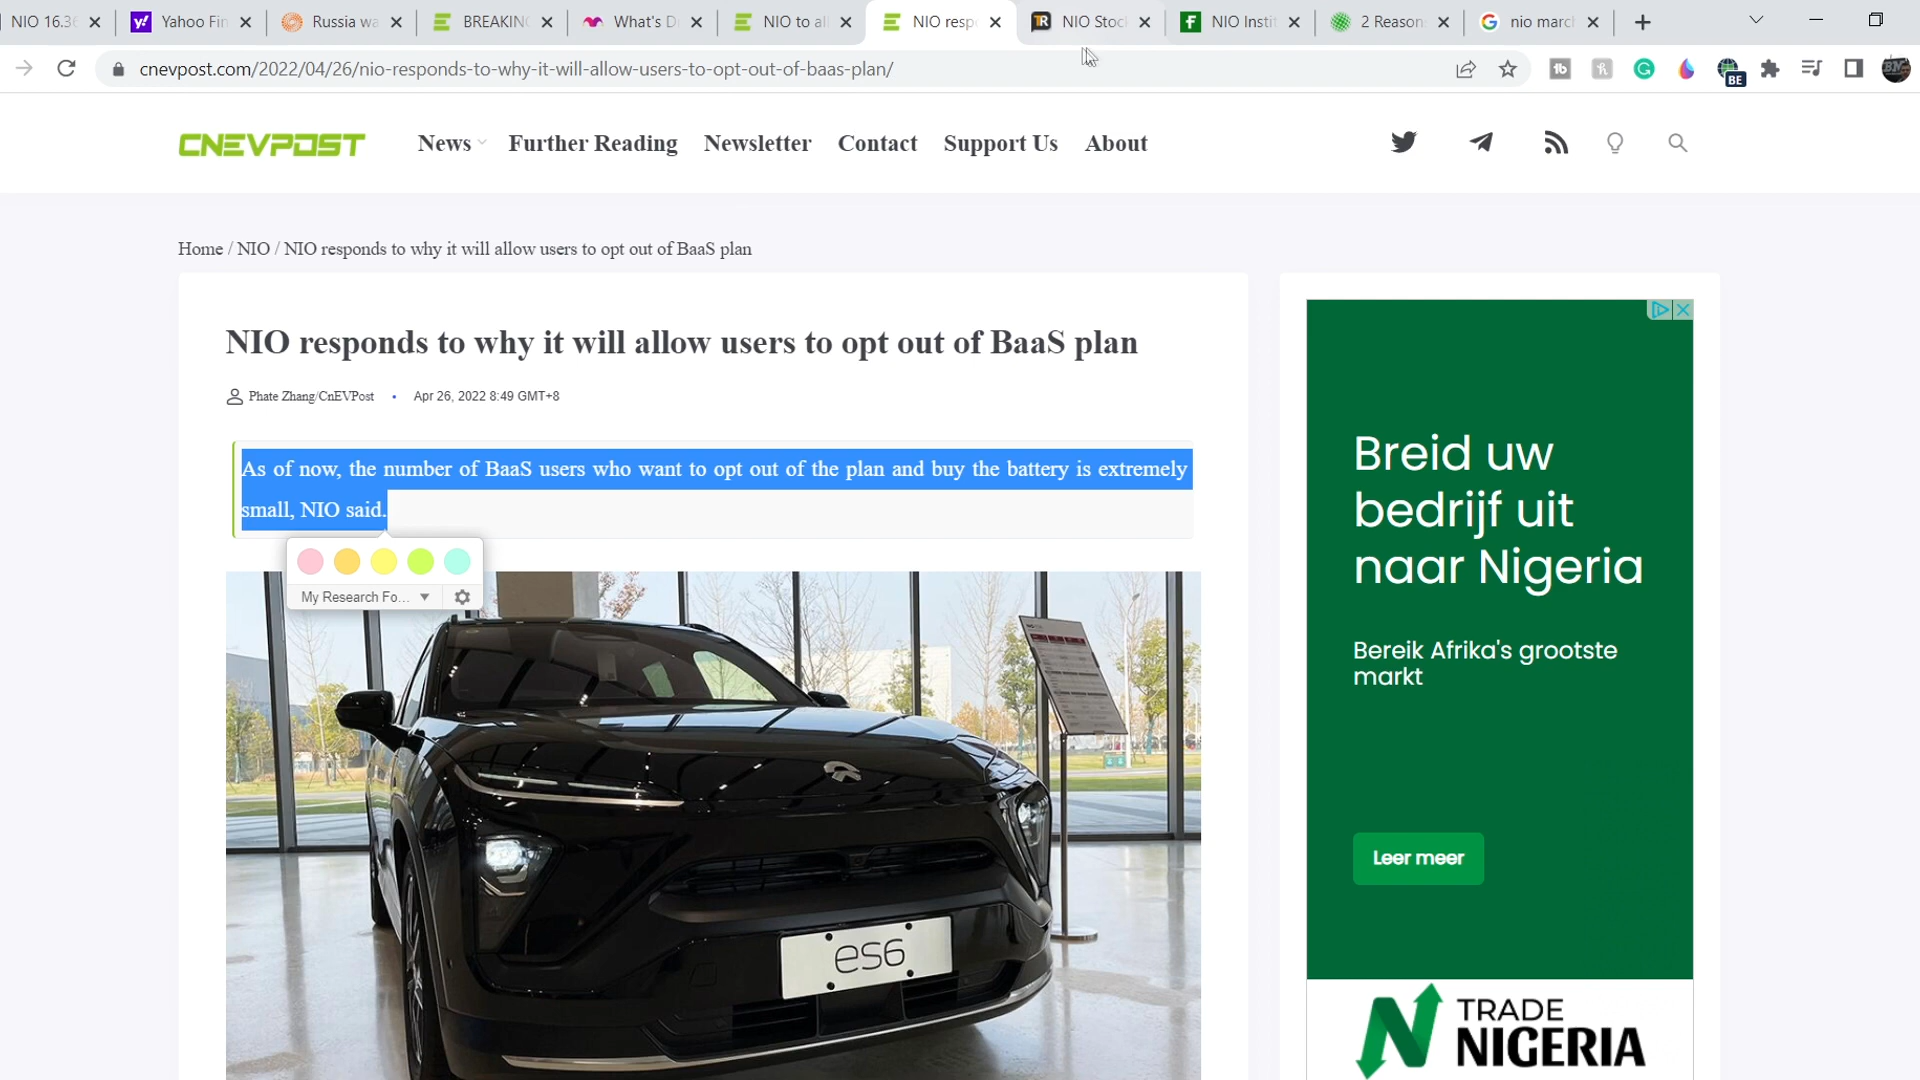 NIO 16.36
Yahoo Fin
Russia wa
BREAKING
What's D
NIO to all
NIO resp
NIO Stoc
NIO Instit
2 Reason
nio march
cnevpost.com/2022/04/26/nio-responds-to-why-it-will-allow-users-to-opt-out-of-baas-plan/
BE
CNEVPOST
News
Further Reading
Newsletter
Contact
Support Us
About
Home / NIO / NIO responds to why it will allow users to opt out of BaaS plan
NIO responds to why it will allow users to opt out of BaaS plan
Phate Zhang/CnEVPost • Apr 26, 2022 8:49 GMT+8
As of now, the number of BaaS users who want to opt out of the plan and buy the battery is extremely
small, NIO said.
My Research Fo...
es6
Breid uw
bedrijf uit
naar Nigeria
Bereik Afrika's grootste
markt
Leer meer
TRADE
NIGERIA